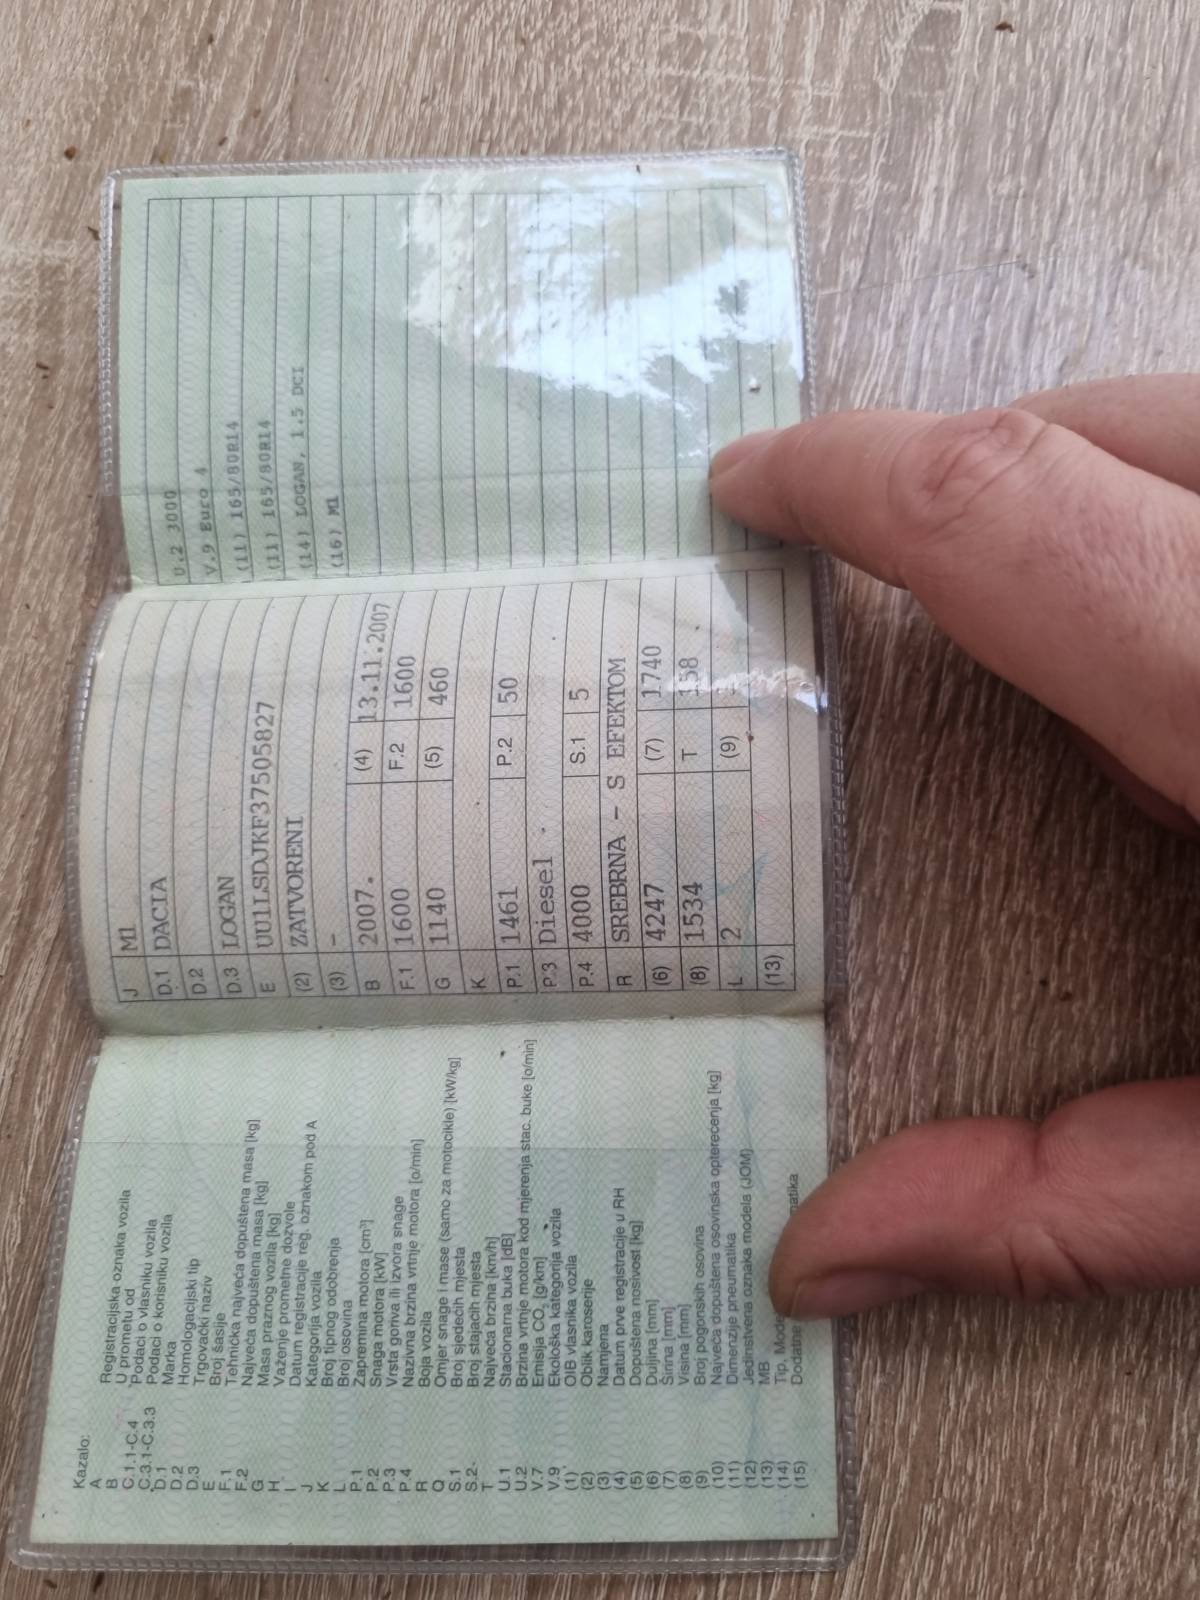 Kazalo:
A Registracijska oznaka vozila
B U prometu od
C.1.1-C.4 Podaci o vlasniku vozila
C.3.1-C.3.3 Podaci o korisniku vozila
D.1 Marka
D.2 Homologacijski tip
D.3 Trgovački naziv
E Broj šasije
F.1 Tehnička najveća dopuštena masa [kg]
F.2 Najveća dopuštena masa [kg]
G Masa praznog vozila [kg]
H Važenje prometne dozvole
I Datum registracije reg. oznakom pod A
J Kategorija vozila
K Broj tipnog odobrenja
L Broj osovina
P.1 Zapremina motora [cm³]
P.2 Snaga motora [kW]
P.3 Vrsta goriva ili izvora snage
P.4 Nazivna brzina vrtnje motora [o/min]
R Boja vozila
Q Omjer snage i mase (samo za motocikle) [kW/kg]
S.1 Broj sjedećih mjesta
S.2 Broj stajaćih mjesta
T Najveća brzina [km/h]
U.1 Stacionarna buka [dB]
U.2 Brzina vrtnje motora kod mjerenja stac. buke [o/min]
V.7 Emisija CO₂ [g/km]
V.9 Ekološka kategorija vozila
(1) OIB vlasnika vozila
(2) Oblik karoserije
(3) Namjena
(4) Datum prve registracije u RH
(5) Dopuštena nosivost [kg]
(6) Duljina [mm]
(7) Širina [mm]
(8) Visina [mm]
(9) Broj pogonskih osovina
(10) Najveća dopuštena osovinska opterećenja [kg]
(11) Dimenzije pneumatika
(12) Jedinstvena oznaka modela (JOM)
(13) MB
(14) Tip,
(15)
J M1
D.1 DACIA
D.2
D.3 LOGAN
E UU1LSDJKF37505827
(2) ZATVORENI
(3) -
B 2007. (4) 13.11.2007
F.1 1600 F.2 1600
G 1140 (5) 460
K
P.1 1461 P.2 50
P.3 Diesel
P.4 4000 S.1 5
R SREBRNA - S EFEKTOM
(6) 4247 (7) 1740
(8) 1534 T 158
L 2 (9)
(13)
U.2 3000
V.9 Euro 4
(11) 165/80R14
(11) 165/80R14
(14) LOGAN, 1.5 DCI
(16) M1